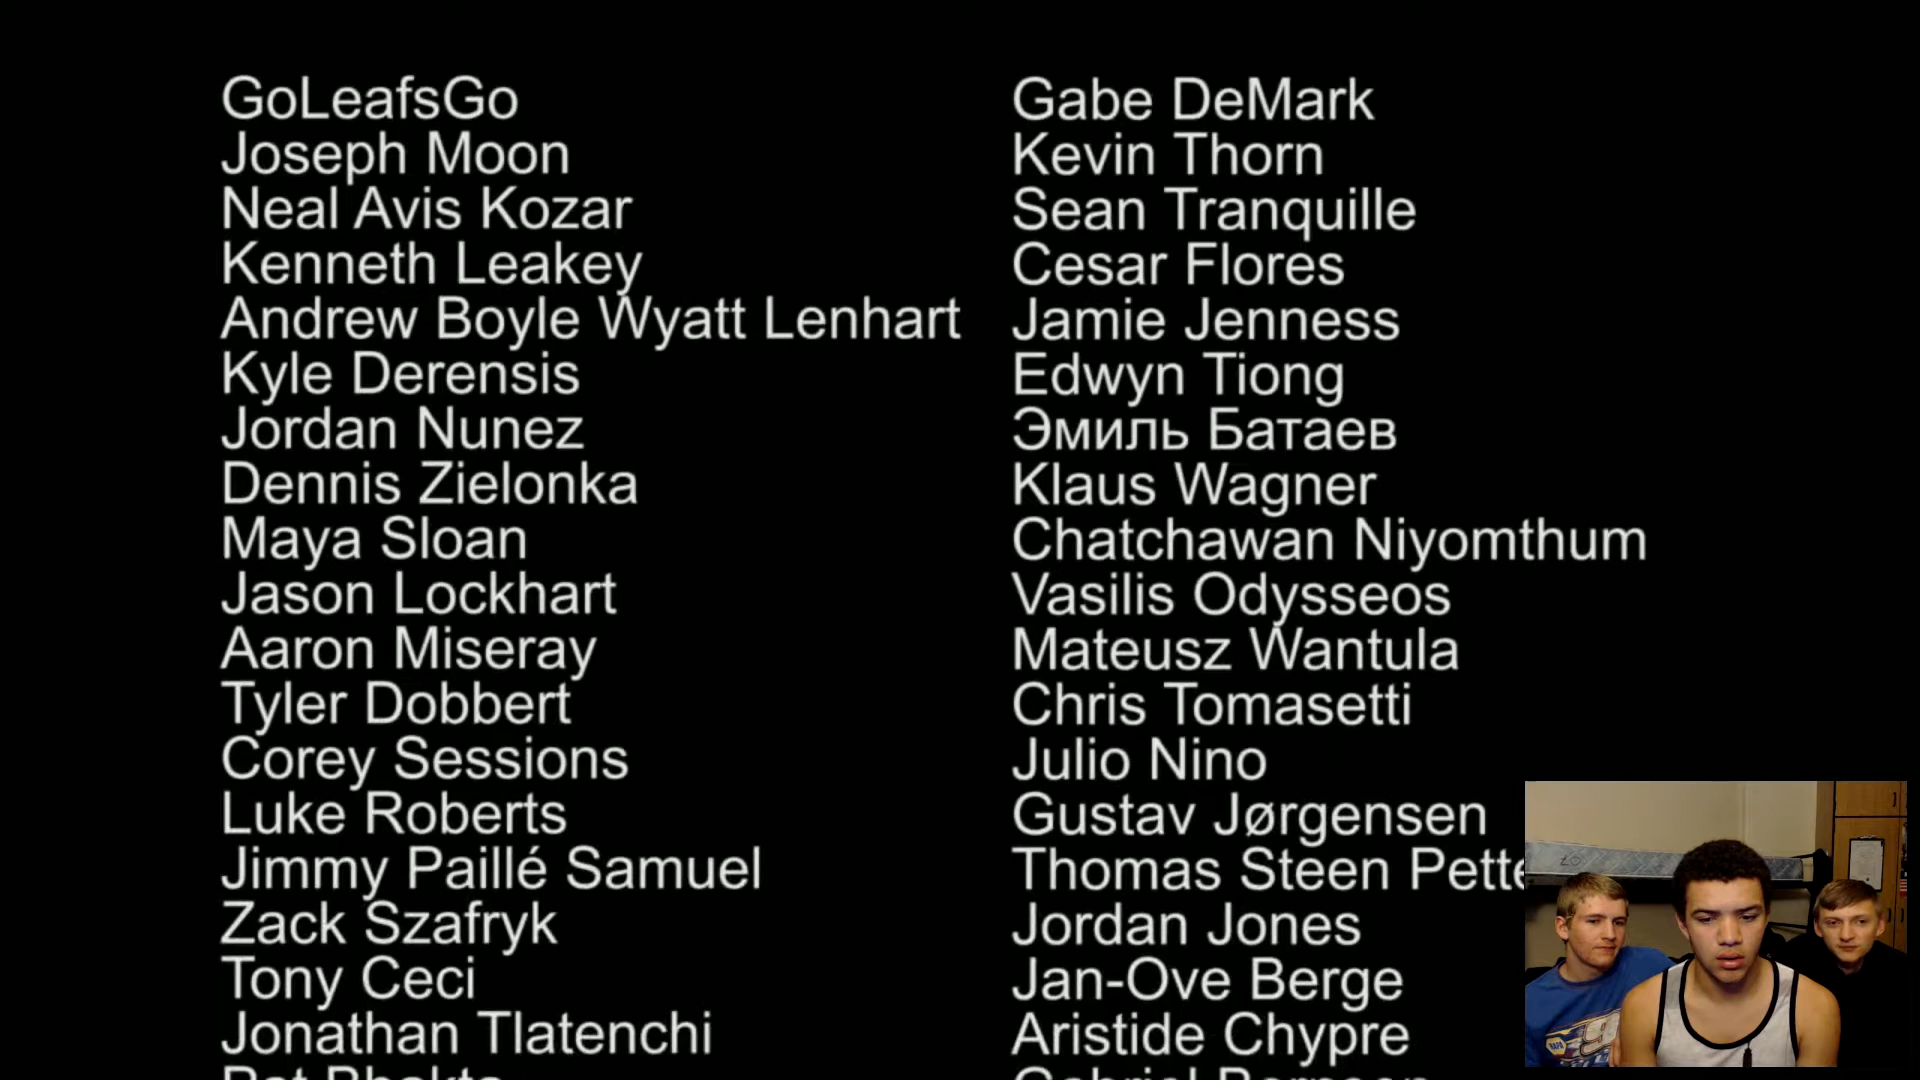 GoLeafsGo
Joseph Moon
Neal Avis Kozar
Kenneth Leakey
Andrew Boyle Wyatt Lenhart
Kyle Derensis
Jordan Nunez
Dennis Zielonka
Maya Sloan
Jason Lockhart
Aaron Miseray
Tyler Dobbert
Corey Sessions
Luke Roberts
Jimmy Paillé Samuel
Zack Szafryk
Tony Ceci
Jonathan Tlatenchi
Gabe DeMark
Kevin Thorn
Sean Tranquille
Cesar Flores
Jamie Jenness
Edwyn Tiong
Эмиль Батаев
Klaus Wagner
Chatchawan Niyomthum
Vasilis Odysseos
Mateusz Wantula
Chris Tomasetti
Julio Nino
Gustav Jørgensen
Thomas Steen
Jordan Jones
Jan-Ove Berge
Aristide Chypre
NAPA